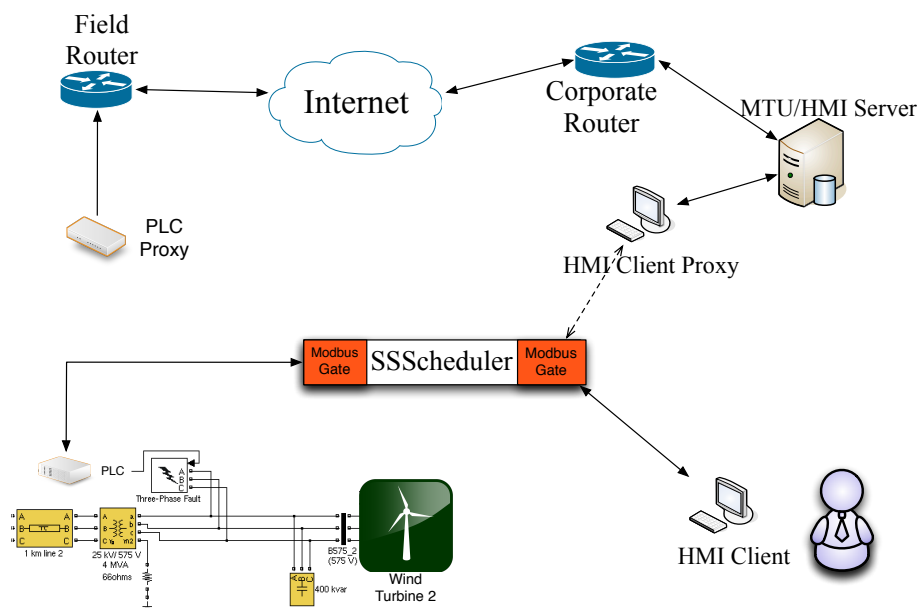 Field
Router
Internet
Corporate
Router
MTU/HMI Server
PLC
Proxy
HMI Client Proxy
Modbus
Gate
SSScheduler
Modbus
Gate
PLC
A
B
C
Three-Phase Fault
A
B
C
A
B
C
1 km line 2
A
B
C
a
b
c
n2
25 kV/ 575 V
4 MVA
66ohms
A
B
C
400 kvar
B575_2
(575 V)
Wind
Turbine 2
HMI Client